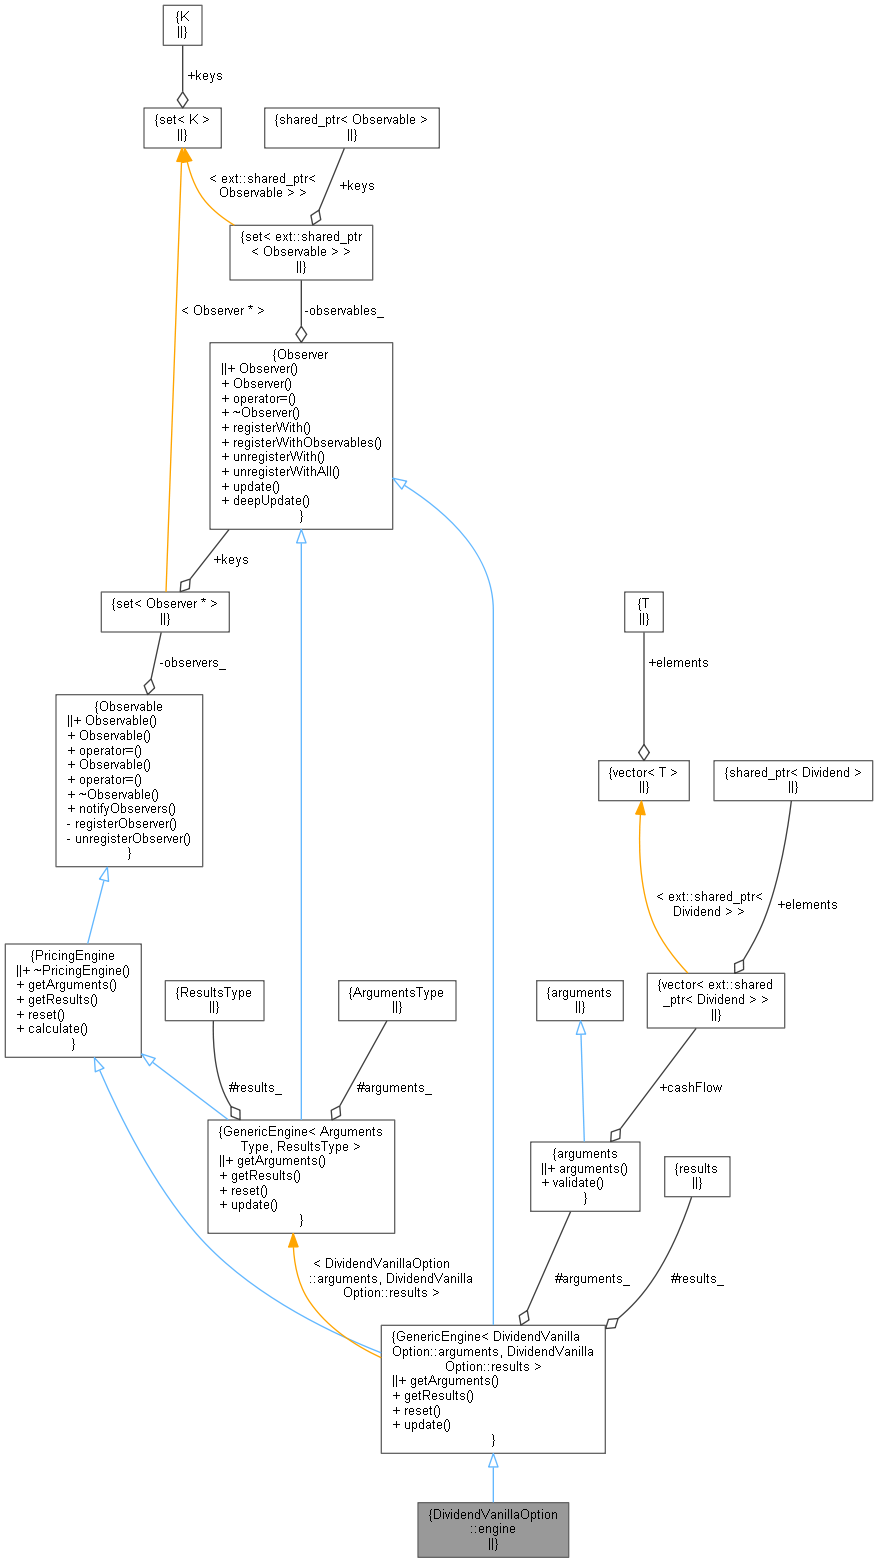 {K
||}
+keys
{set< K >
||}
{shared_ptr< Observable >
||}
< ext::shared_ptr<
Observable > >
+keys
{set< ext::shared_ptr
< Observable > >
||}
< Observer * >
-observables_
{Observer
||+ Observer()
+ Observer()
+ operator=()
+ ~Observer()
+ registerWith()
+ registerWithObservables()
+ unregisterWith()
+ unregisterWithAll()
+ update()
+ deepUpdate()
}
+keys
{set< Observer * >
||}
-observers_
{Observable
||+ Observable()
+ Observable()
+ operator=()
+ Observable()
+ operator=()
+ ~Observable()
+ notifyObservers()
- registerObserver()
- unregisterObserver()
}
{T
||}
+elements
{vector< T >
||}
{shared_ptr< Dividend >
||}
< ext::shared_ptr<
Dividend > >
+elements
{PricingEngine
||+ ~PricingEngine()
+ getArguments()
+ getResults()
+ reset()
+ calculate()
}
{ResultsType
||}
{ArgumentsType
||}
{arguments
||}
{vector< ext::shared
_ptr< Dividend > >
||}
#results_
#arguments_
+cashFlow
{GenericEngine< Arguments
Type, ResultsType >
||+ getArguments()
+ getResults()
+ reset()
+ update()
}
{arguments
||+ arguments()
+ validate()
}
{results
||}
< DividendVanillaOption
::arguments, DividendVanilla
Option::results >
#arguments_
#results_
{GenericEngine< DividendVanilla
Option::arguments, DividendVanilla
Option::results >
||+ getArguments()
+ getResults()
+ reset()
+ update()
}
{DividendVanillaOption
::engine
||}